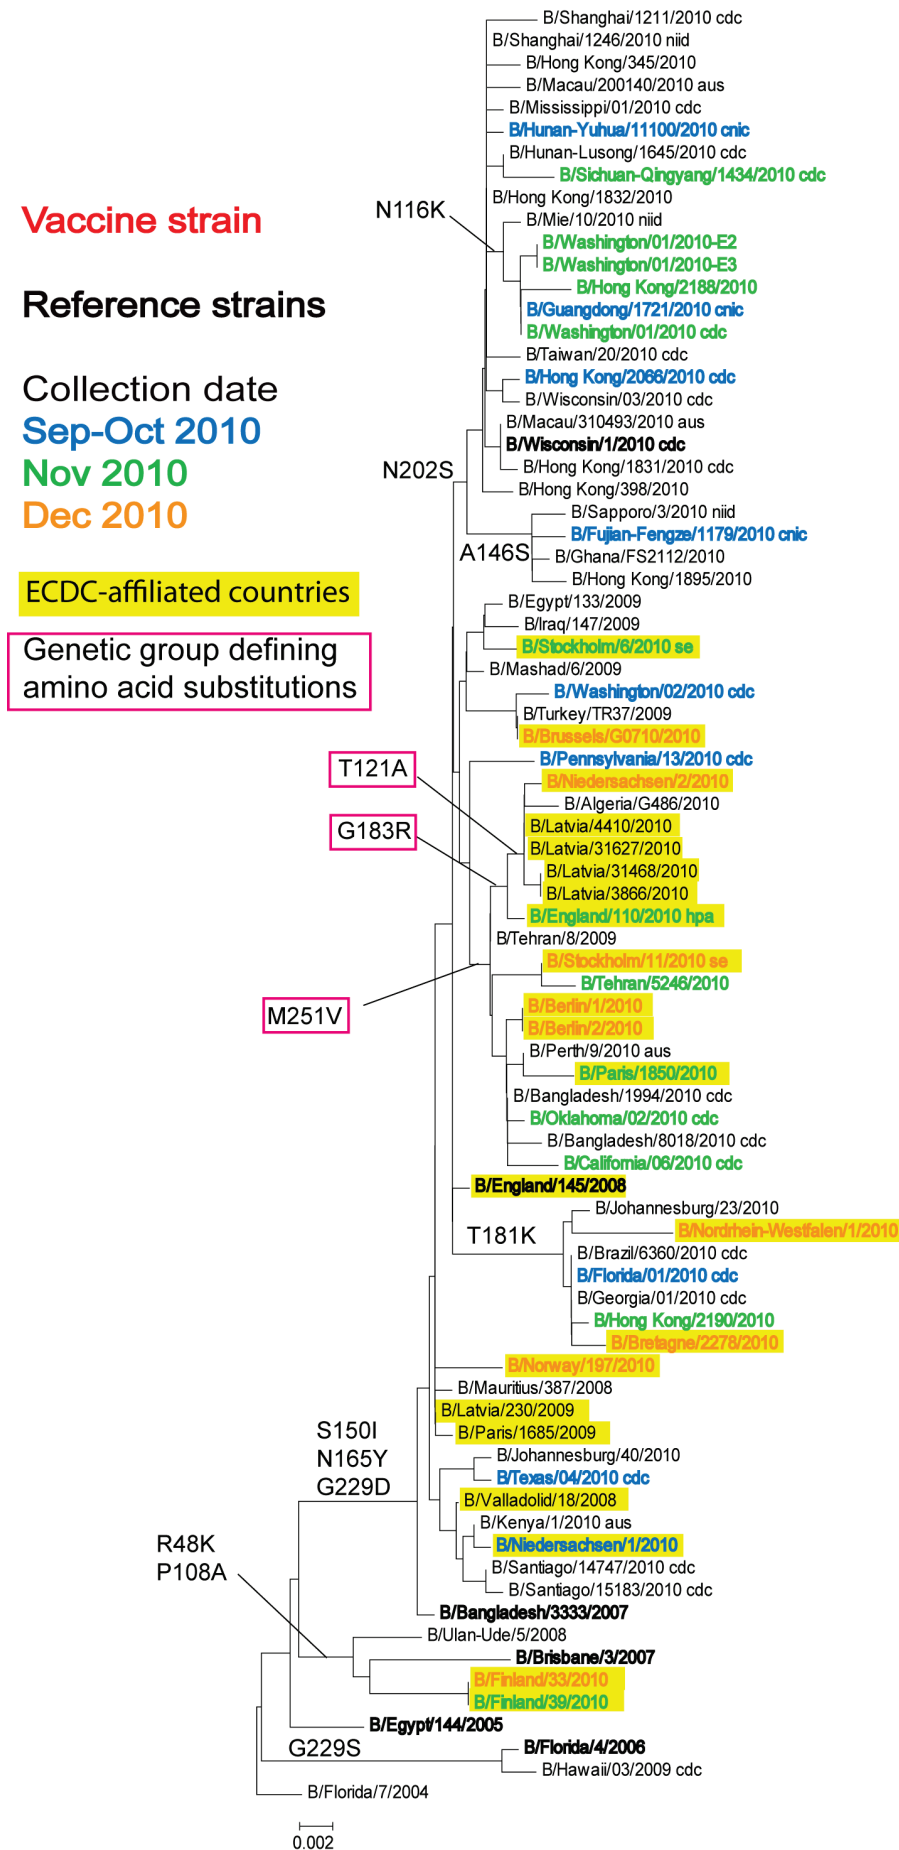 Vaccine strain
Reference strains
Collection date
Sep-Oct 2010
Nov 2010
Dec 2010
ECDC-affiliated countries
Genetic group defining
amino acid substitutions
B/Shanghai/1211/2010 cdc
B/Shanghai/1246/2010 niid
B/Hong Kong/345/2010
B/Macau/200140/2010 aus
B/Mississippi/01/2010 cdc
B/Hunan-Yuhua/11100/2010 cnic
B/Hunan-Lusong/1645/2010 cdc
B/Sichuan-Qingyang/1434/2010 cdc
B/Hong Kong/1832/2010
N116K
B/Mie/10/2010 niid
B/Washington/01/2010-E2
B/Washington/01/2010-E3
B/Hong Kong/2188/2010
B/Guangdong/1721/2010 cnic
B/Washington/01/2010 cdc
B/Taiwan/20/2010 cdc
B/Hong Kong/2066/2010 cdc
B/Wisconsin/03/2010 cdc
B/Macau/310493/2010 aus
B/Wisconsin/1/2010 cdc
N202S
B/Hong Kong/1831/2010 cdc
B/Hong Kong/398/2010
B/Sapporo/3/2010 niid
B/Fujian-Fengze/1179/2010 cnic
A146S
B/Ghana/FS2112/2010
B/Hong Kong/1895/2010
B/Egypt/133/2009
B/Iraq/147/2009
B/Stockholm/6/2010 se
B/Mashad/6/2009
B/Washington/02/2010 cdc
B/Turkey/TR37/2009
B/Brussels/G0710/2010
B/Pennsylvania/13/2010 cdc
T121A
B/Niedersachsen/2/2010
B/Algeria/G486/2010
B/Latvia/4410/2010
G183R
B/Latvia/31627/2010
B/Latvia/31468/2010
B/Latvia/3866/2010
B/England/110/2010 hpa
B/Tehran/8/2009
B/Stockholm/11/2010 se
B/Tehran/5246/2010
B/Berlin/1/2010
M251V
B/Berlin/2/2010
B/Perth/9/2010 aus
B/Paris/1850/2010
B/Bangladesh/1994/2010 cdc
B/Oklahoma/02/2010 cdc
B/Bangladesh/8018/2010 cdc
B/California/06/2010 cdc
B/England/145/2008
B/Johannesburg/23/2010
T181K
B/Nordrhein-Westfalen/1/2010
B/Brazil/6360/2010 cdc
B/Florida/01/2010 cdc
B/Georgia/01/2010 cdc
B/Hong Kong/2190/2010
B/Bretagne/2278/2010
B/Norway/197/2010
B/Mauritius/387/2008
B/Latvia/230/2009
B/Paris/1685/2009
S150I
N165Y
G229D
B/Johannesburg/40/2010
B/Texas/04/2010 cdc
B/Valladolid/18/2008
B/Kenya/1/2010 aus
B/Niedersachsen/1/2010
R48K
P108A
B/Santiago/14747/2010 cdc
B/Santiago/15183/2010 cdc
B/Bangladesh/3333/2007
B/Ulan-Ude/5/2008
B/Brisbane/3/2007
B/Finland/33/2010
B/Finland/39/2010
B/Egypt/144/2005
G229S
B/Florida/4/2006
B/Hawaii/03/2009 cdc
B/Florida/7/2004
0.002